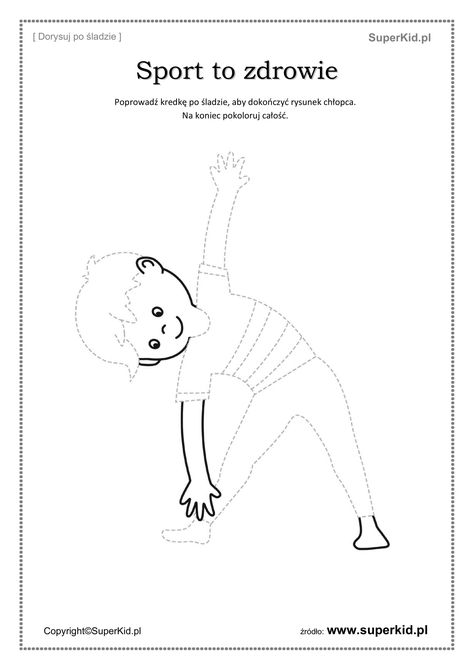 [ Dorysuj po śladzie ]
SuperKid.pl
Sport to zdrowie
Poprowadź kredkę po śladzie, aby dokończyć rysunek chłopca.
Na koniec pokoloruj całość.
Copyright©SuperKid.pl
źródło: www.superkid.pl